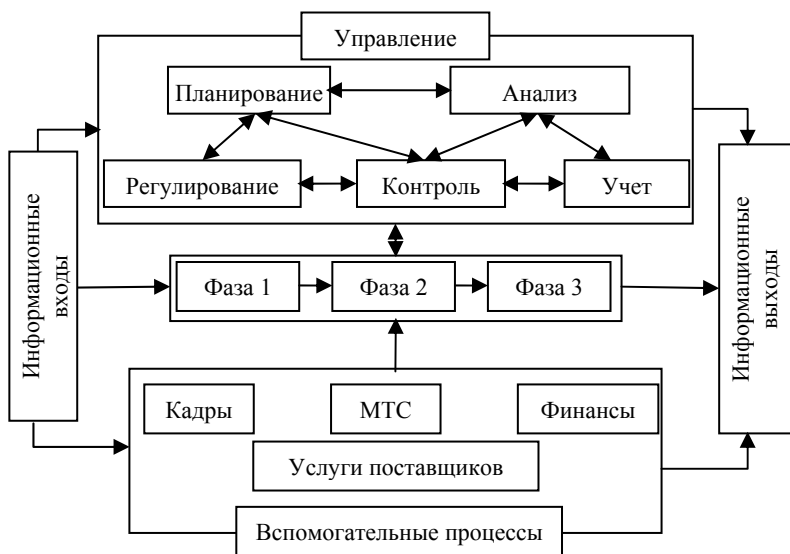 Управление
Планирование
Анализ
Регулирование
Контроль
Учет
Информационные
входы
Фаза 1
Фаза 2
Фаза 3
Информационные
выходы
Кадры
МТС
Финансы
Услуги поставщиков
Вспомогательные процессы